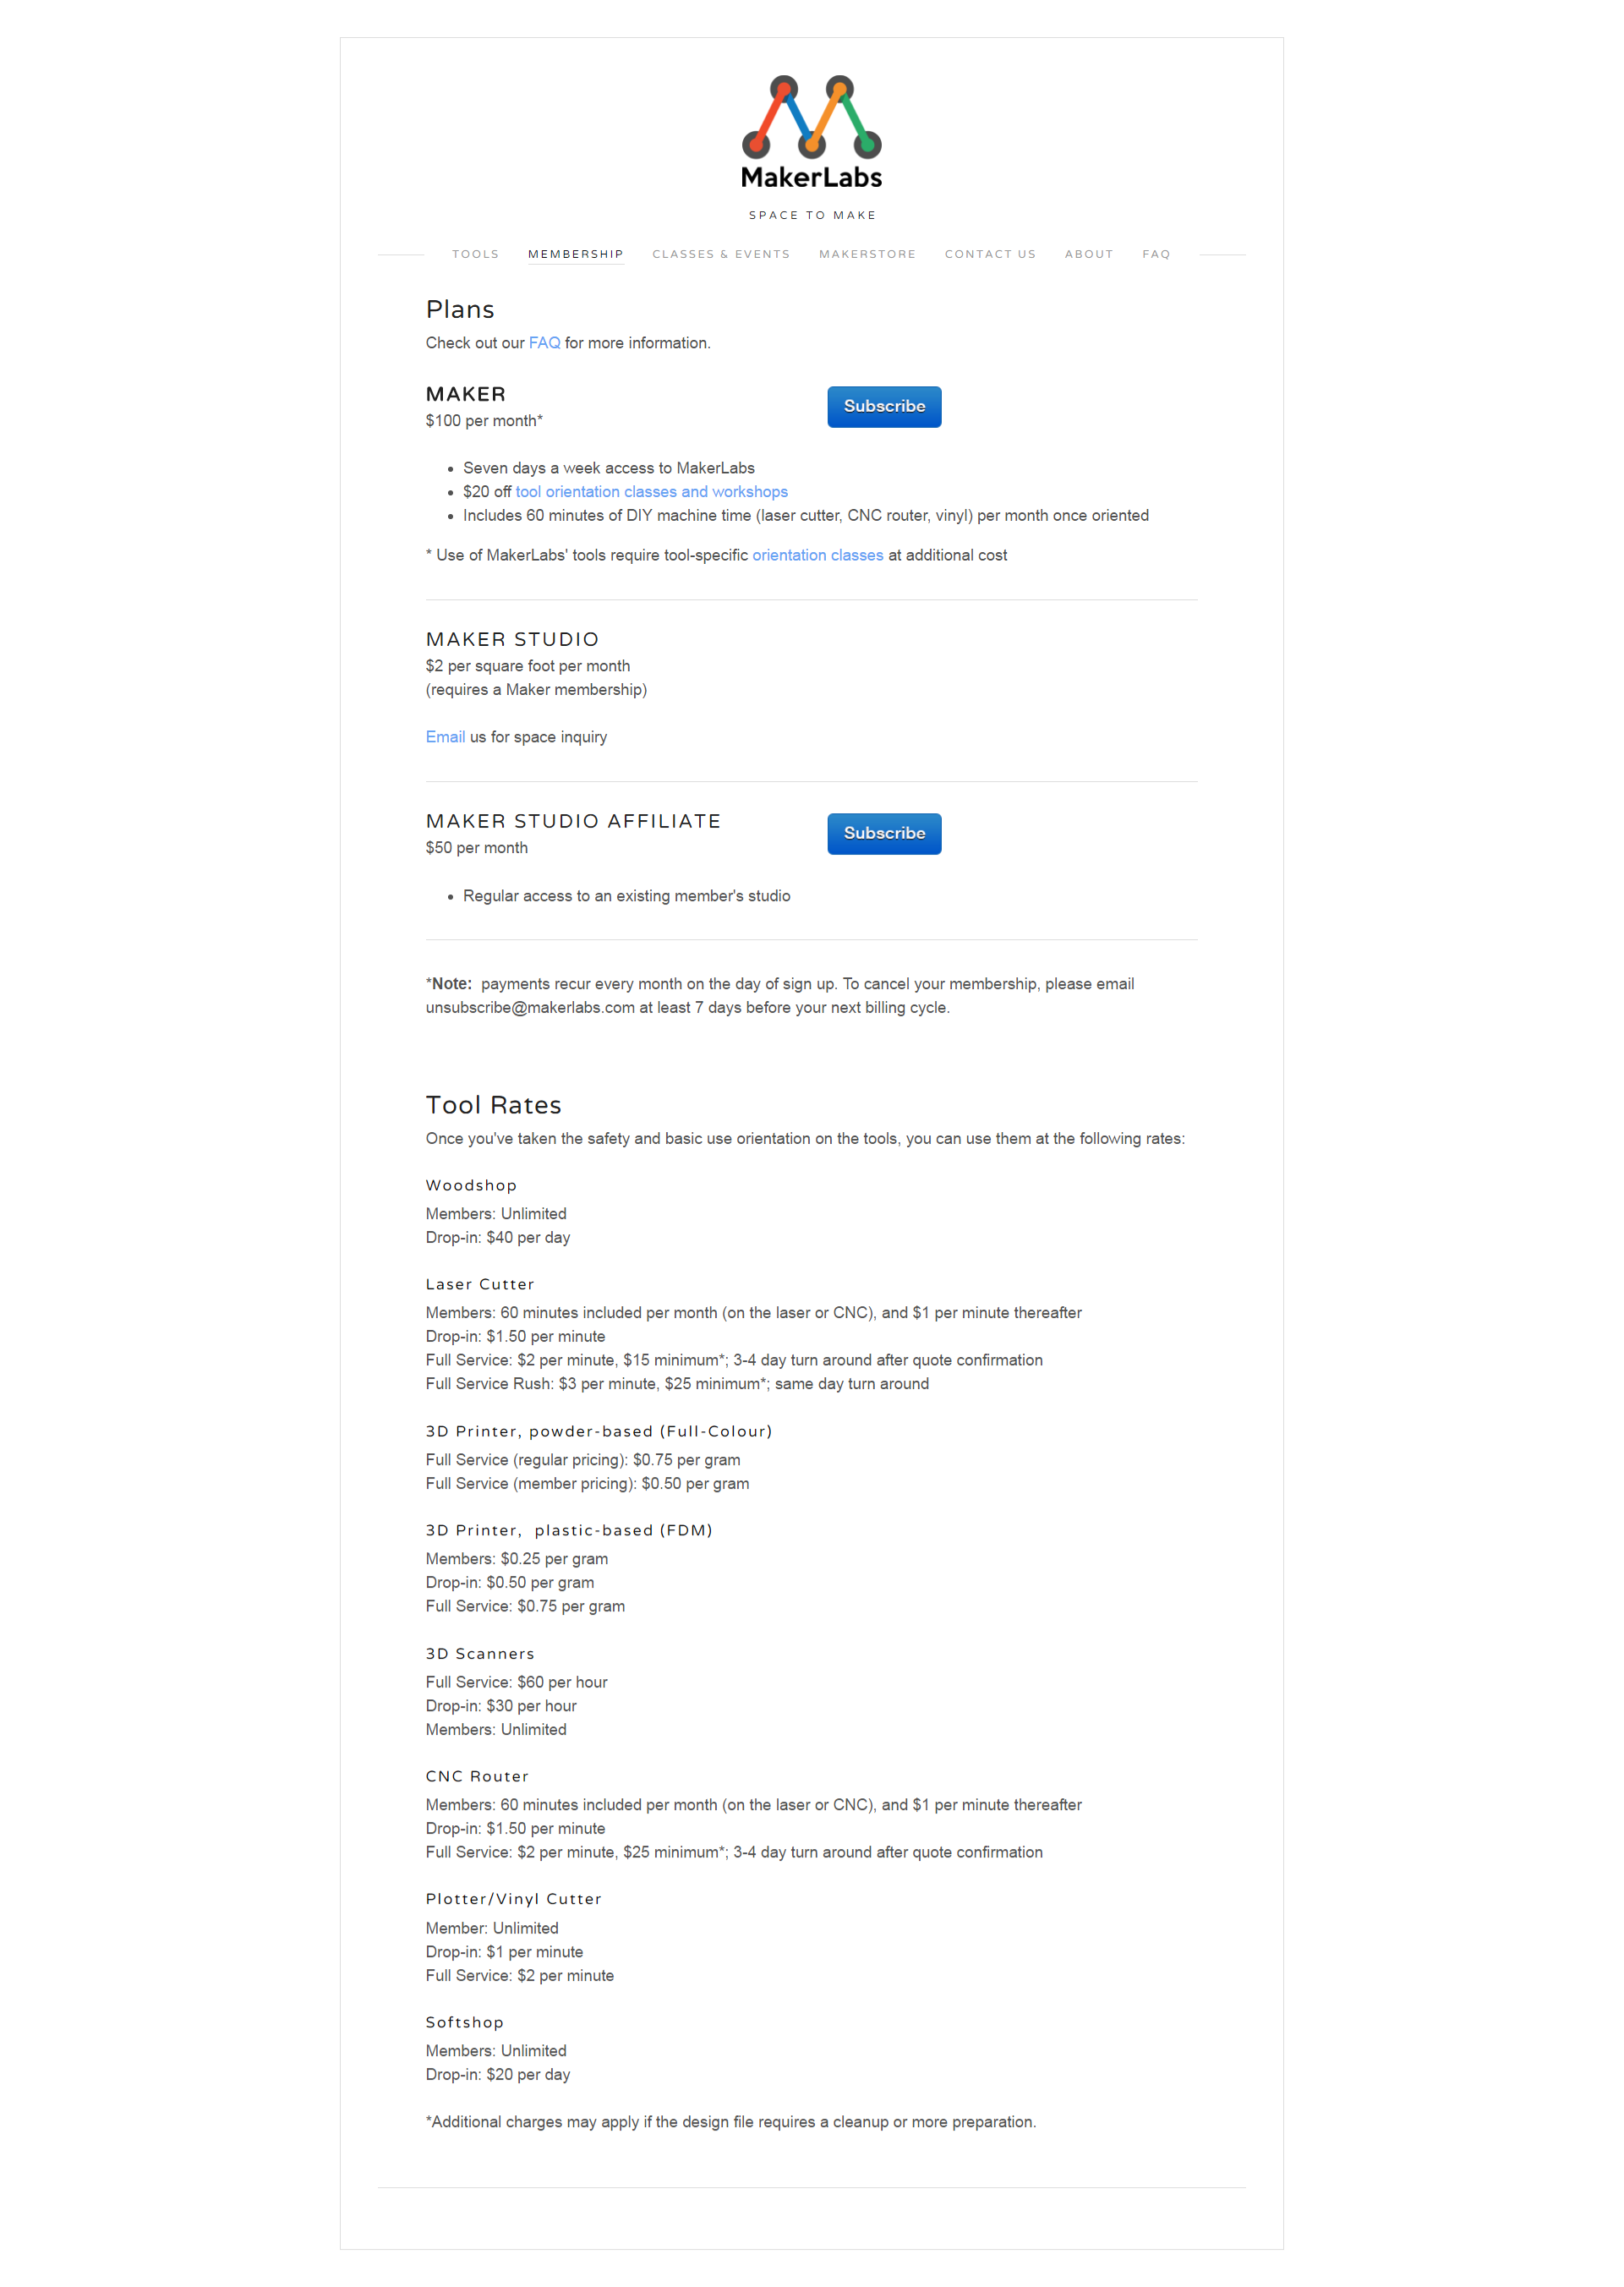 MakerLabs
SPACE TO MAKE
TOOLS MEMBERSHIP CLASSES & EVENTS MAKERSTORE CONTACT US ABOUT FAQ
Plans
Check out our FAQ for more information.
MAKER
Subscribe
$100 per month*
Seven days a week access to MakerLabs
$20 off tool orientation classes and workshops
Includes 60 minutes of DIY machine time (laser cutter, CNC router, vinyl) per month once oriented
* Use of MakerLabs' tools require tool-specific orientation classes at additional cost
MAKER STUDIO
$2 per square foot per month
(requires a Maker membership)
Email us for space inquiry
MAKER STUDIO AFFILIATE
Subscribe
$50 per month
Regular access to an existing member's studio
*Note:  payments recur every month on the day of sign up. To cancel your membership, please email
unsubscribe@makerlabs.com at least 7 days before your next billing cycle.
Tool Rates
Once you've taken the safety and basic use orientation on the tools, you can use them at the following rates:
Woodshop
Members: Unlimited
Drop-in: $40 per day
Laser Cutter
Members: 60 minutes included per month (on the laser or CNC), and $1 per minute thereafter
Drop-in: $1.50 per minute
Full Service: $2 per minute, $15 minimum*; 3-4 day turn around after quote confirmation
Full Service Rush: $3 per minute, $25 minimum*; same day turn around
3D Printer, powder-based (Full-Colour)
Full Service (regular pricing): $0.75 per gram
Full Service (member pricing): $0.50 per gram
3D Printer,  plastic-based (FDM)
Members: $0.25 per gram
Drop-in: $0.50 per gram
Full Service: $0.75 per gram
3D Scanners
Full Service: $60 per hour
Drop-in: $30 per hour
Members: Unlimited
CNC Router
Members: 60 minutes included per month (on the laser or CNC), and $1 per minute thereafter
Drop-in: $1.50 per minute
Full Service: $2 per minute, $25 minimum*; 3-4 day turn around after quote confirmation
Plotter/Vinyl Cutter
Member: Unlimited
Drop-in: $1 per minute
Full Service: $2 per minute
Softshop
Members: Unlimited
Drop-in: $20 per day
*Additional charges may apply if the design file requires a cleanup or more preparation.